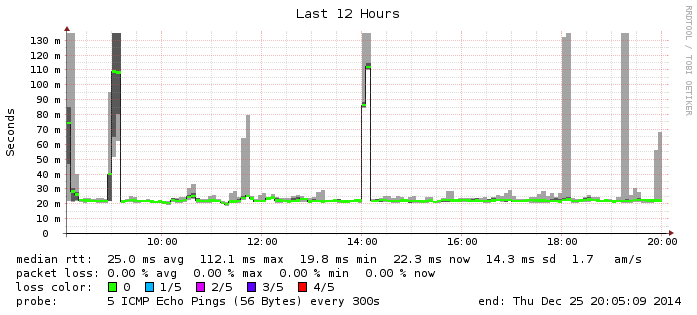 Last 12 Hours
RRDTOOL / TOBI OETIKER
Seconds
130 m
120 m
110 m
100 m
90 m
80 m
70 m
60 m
50 m
40 m
30 m
20 m
10 m
0
10:00 12:00 14:00 16:00 18:00 20:00
median rtt: 25.0 ms avg 112.1 ms max 19.8 ms min 22.3 ms now 14.3 ms sd 1.7 am/s
packet loss: 0.00 % avg 0.00 % max 0.00 % min 0.00 % now
loss color: 0 1/5 2/5 3/5 4/5
probe: 5 ICMP Echo Pings (56 Bytes) every 300s end: Thu Dec 25 20:05:09 2014